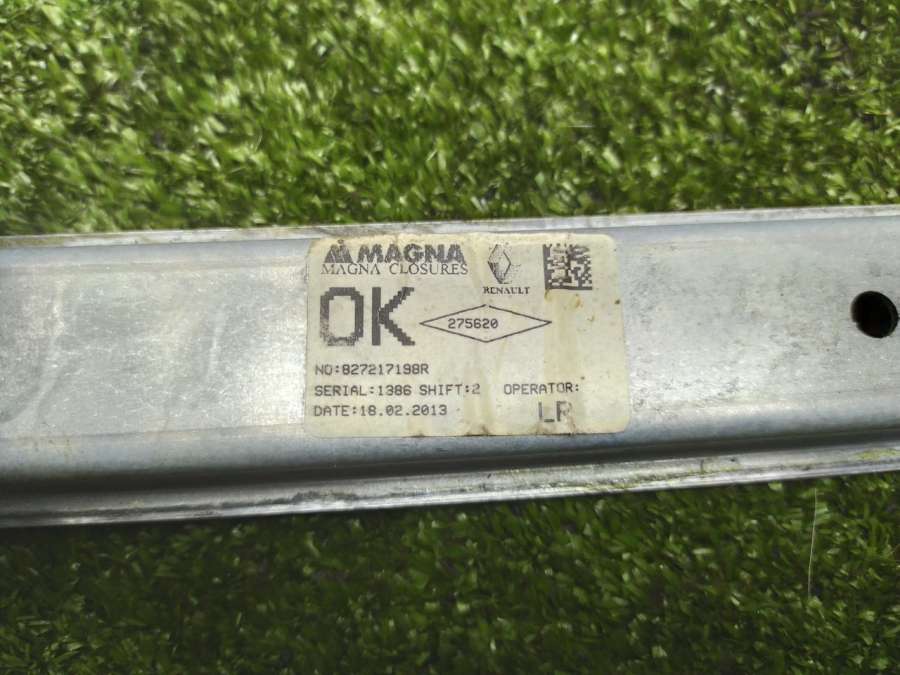 MAGNA
MAGNA CLOSURES
RENAULT
OK
275620
NO:827217198R
SERIAL:1386 SHIFT:2 OPERATOR:
DATE:18.02.2013
LR